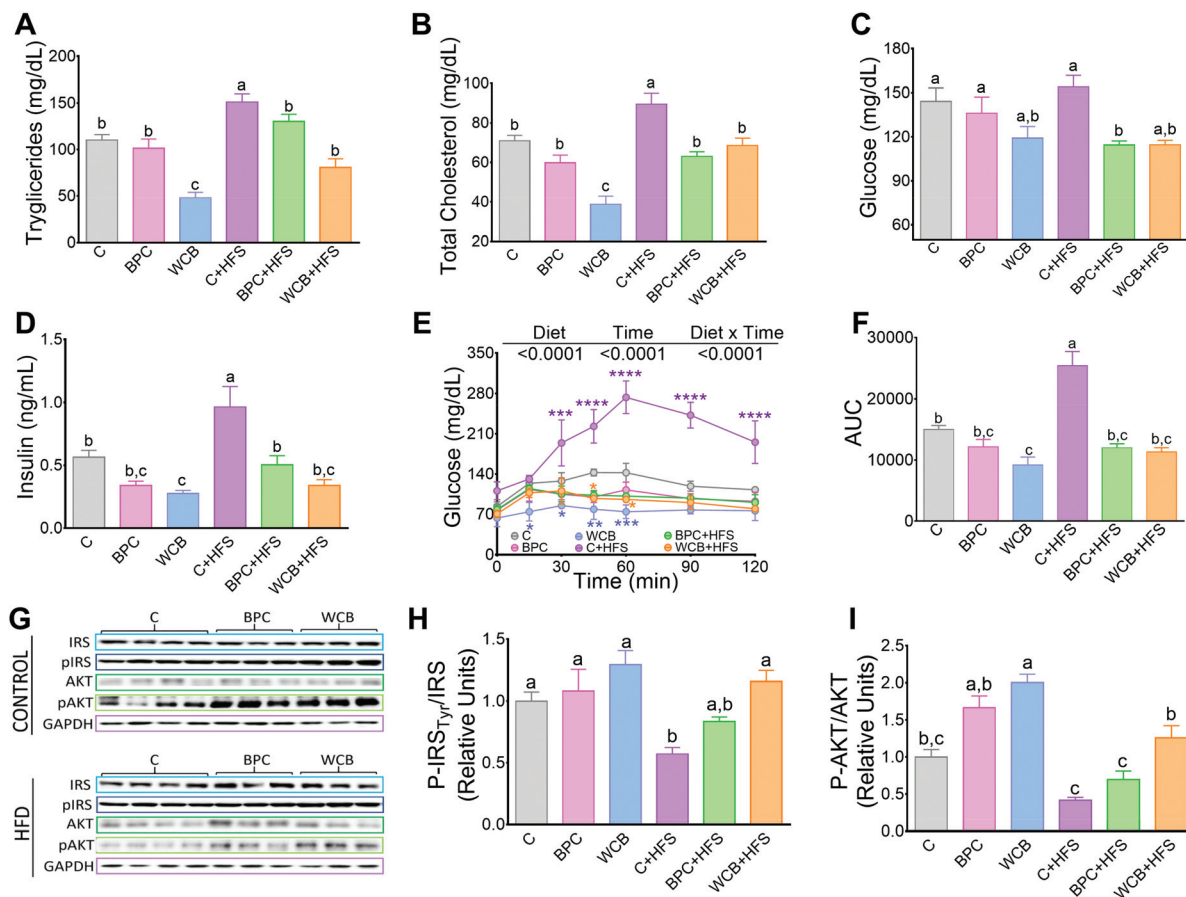 A
Tryglicerides (mg/dL)
200
150
100
50
0
b
b
c
a
b
b
C
BPC
WCB
C+HFS
BPC+HFS
WCB+HFS
B
Total Cholesterol (mg/dL)
100
80
60
40
20
b
b
c
a
b
b
C
BPC
WCB
C+HFS
BPC+HFS
WCB+HFS
C
Glucose (mg/dL)
180
150
120
90
60
a
a
a,b
a
b
a,b
C
BPC
WCB
C+HFS
BPC+HFS
WCB+HFS
D
Insulin (ng/mL)
1.5
1.0
0.5
0.0
b
b,c
c
a
b
b,c
C
BPC
WCB
C+HFS
BPC+HFS
WCB+HFS
E
Diet Time Diet x Time
<0.0001 <0.0001 <0.0001
Glucose (mg/dL)
350
280
210
140
70
0
*** **** **** **** ****
*
*
* * ** ***
C WCB BPC+HFS
BPC C+HFS WCB+HFS
0 30 60 90 120
Time (min)
F
AUC
30000
20000
10000
0
b
b,c
c
a
b,c
b,c
C
BPC
WCB
C+HFS
BPC+HFS
WCB+HFS
G
CONTROL
C BPC WCB
IRS
pIRS
AKT
pAKT
GAPDH
HFD
C BPC WCB
IRS
pIRS
AKT
pAKT
GAPDH
H
P-IRSTyr/IRS
(Relative Units)
1.5
1.0
0.5
0.0
a
a
a
b
a,b
a
C
BPC
WCB
C+HFS
BPC+HFS
WCB+HFS
I
P-AKT/AKT
(Relative Units)
2.5
2.0
1.5
1.0
0.5
0.0
b,c
a,b
a
c
c
b
C
BPC
WCB
C+HFS
BPC+HFS
WCB+HFS